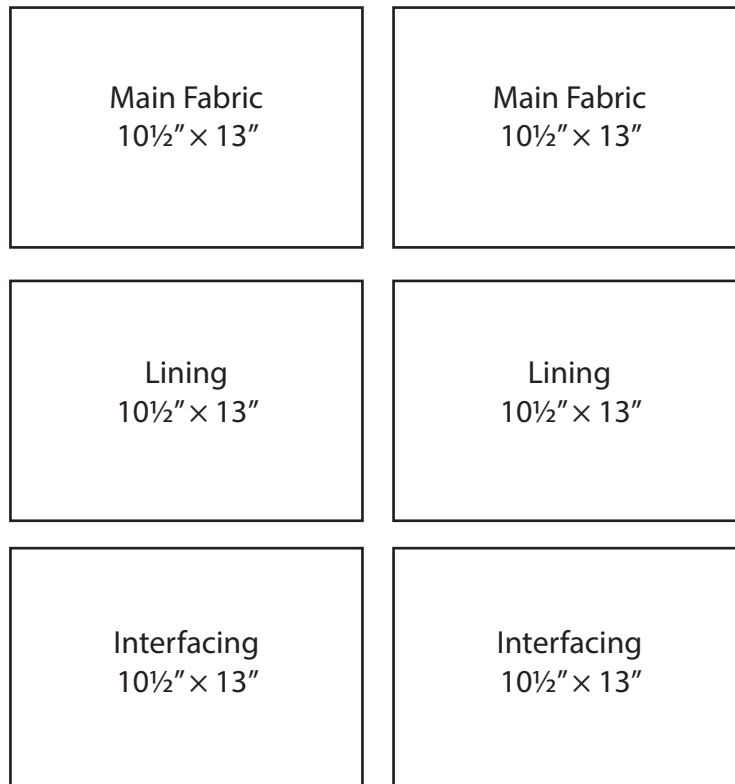 Main Fabric
10½″ × 13″
Main Fabric
10½″ × 13″
Lining
10½″ × 13″
Lining
10½″ × 13″
Interfacing
10½″ × 13″
Interfacing
10½″ × 13″